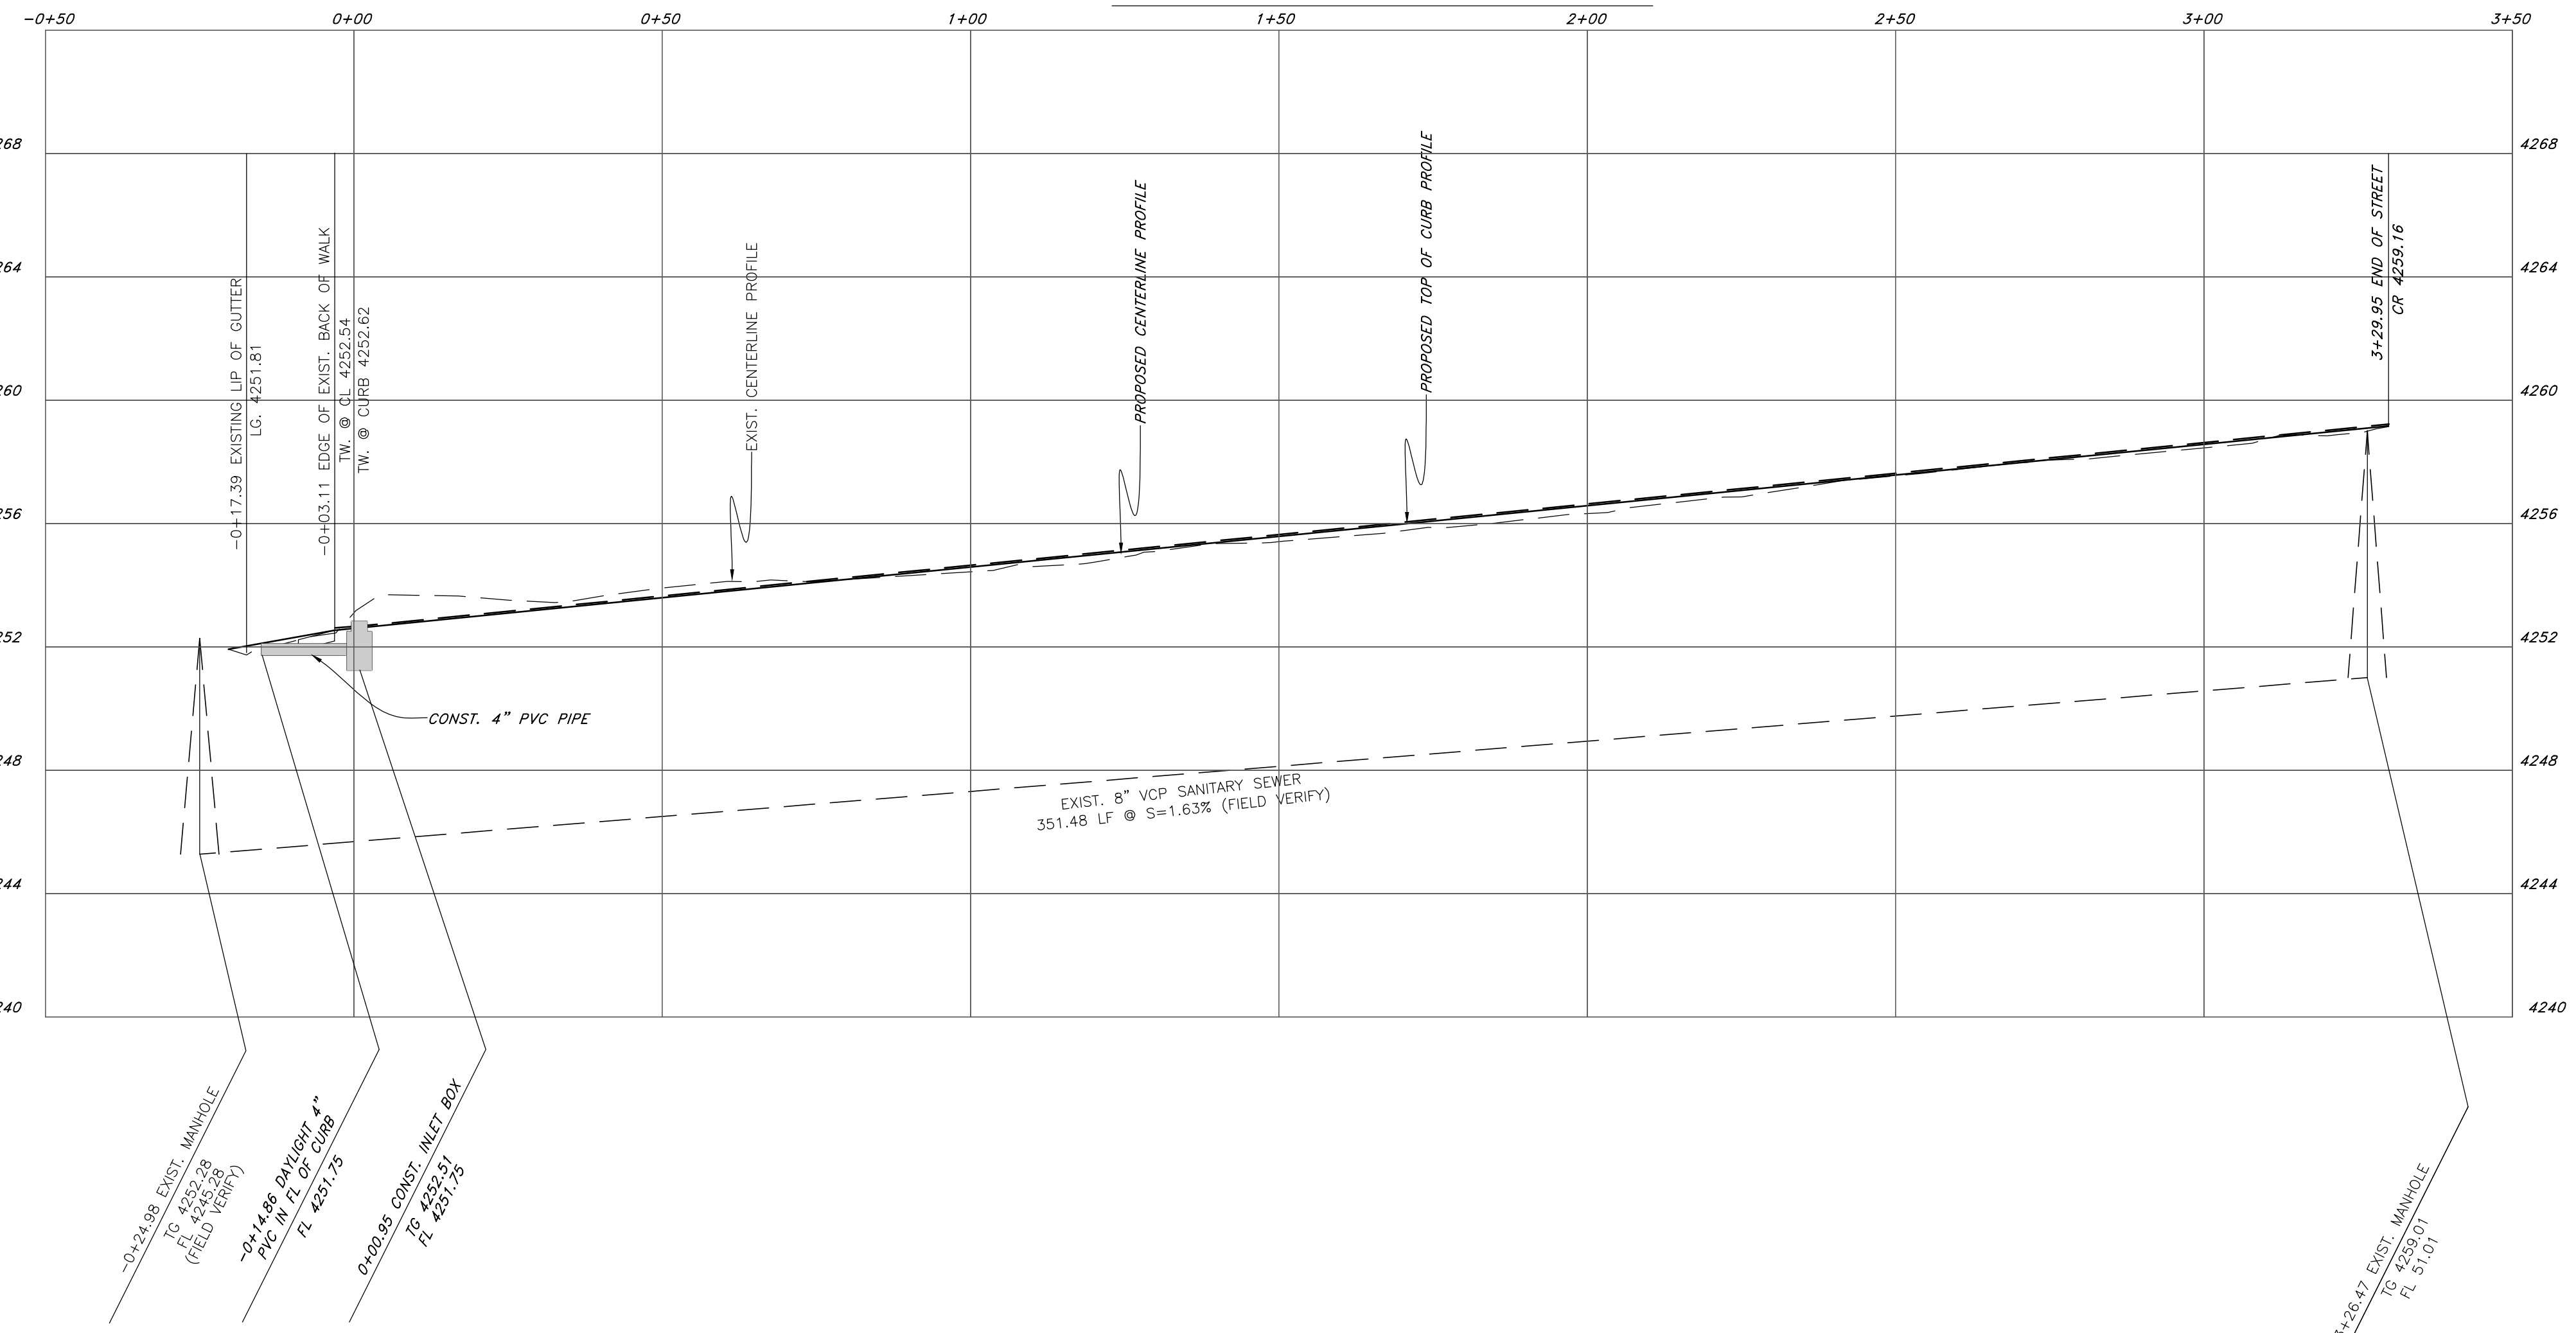 -0+50 0+00 0+50 1+00 1+50 2+00 2+50 3+00 3+50
268 4268
264 4264
260 4260
256 4256
252 4252
248 4248
244 4244
240 4240
-0+17.39 EXISTING LIP OF GUTTER
LG. 4251.81
-0+03.11 EDGE OF EXIST. BACK OF WALK
TW. @ CL 4252.54
TW. @ CURB 4252.62
EXIST. CENTERLINE PROFILE
PROPOSED CENTERLINE PROFILE
PROPOSED TOP OF CURB PROFILE
3+29.95 END OF STREET
CR 4259.16
CONST. 4" PVC PIPE
EXIST. 8" VCP SANITARY SEWER
351.48 LF @ S=1.63% (FIELD VERIFY)
-0+24.98 EXIST. MANHOLE
TG 4252.28
FL 4245.28
(FIELD VERIFY)
-0+14.86 DAYLIGHT 4"
PVC IN FL OF CURB
FL 4251.75
0+00.95 CONST. INLET BOX
TG 4252.51
FL 4251.75
3+26.47 EXIST. MANHOLE
TG 4259.01
FL 51.01